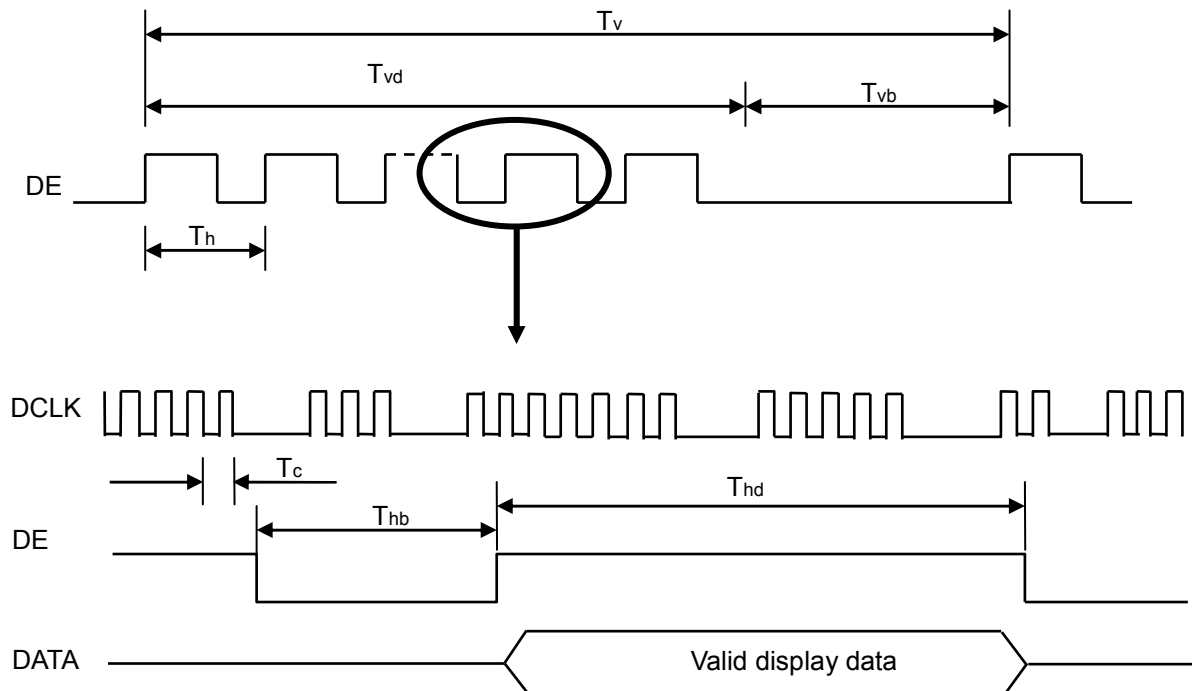 Tv
Tvd
Tvb
DE
Th
DCLK
Tc
Thd
Thb
DE
DATA
Valid display data